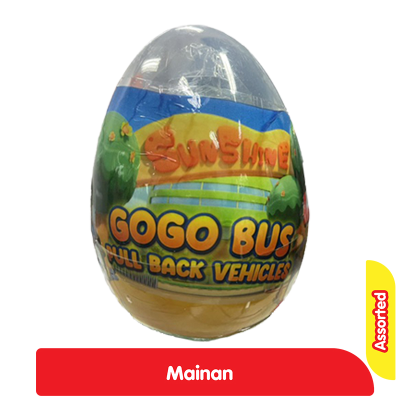 SUNSHINE
GOGO BUS
PULL BACK VEHICLES
Assorted
Mainan